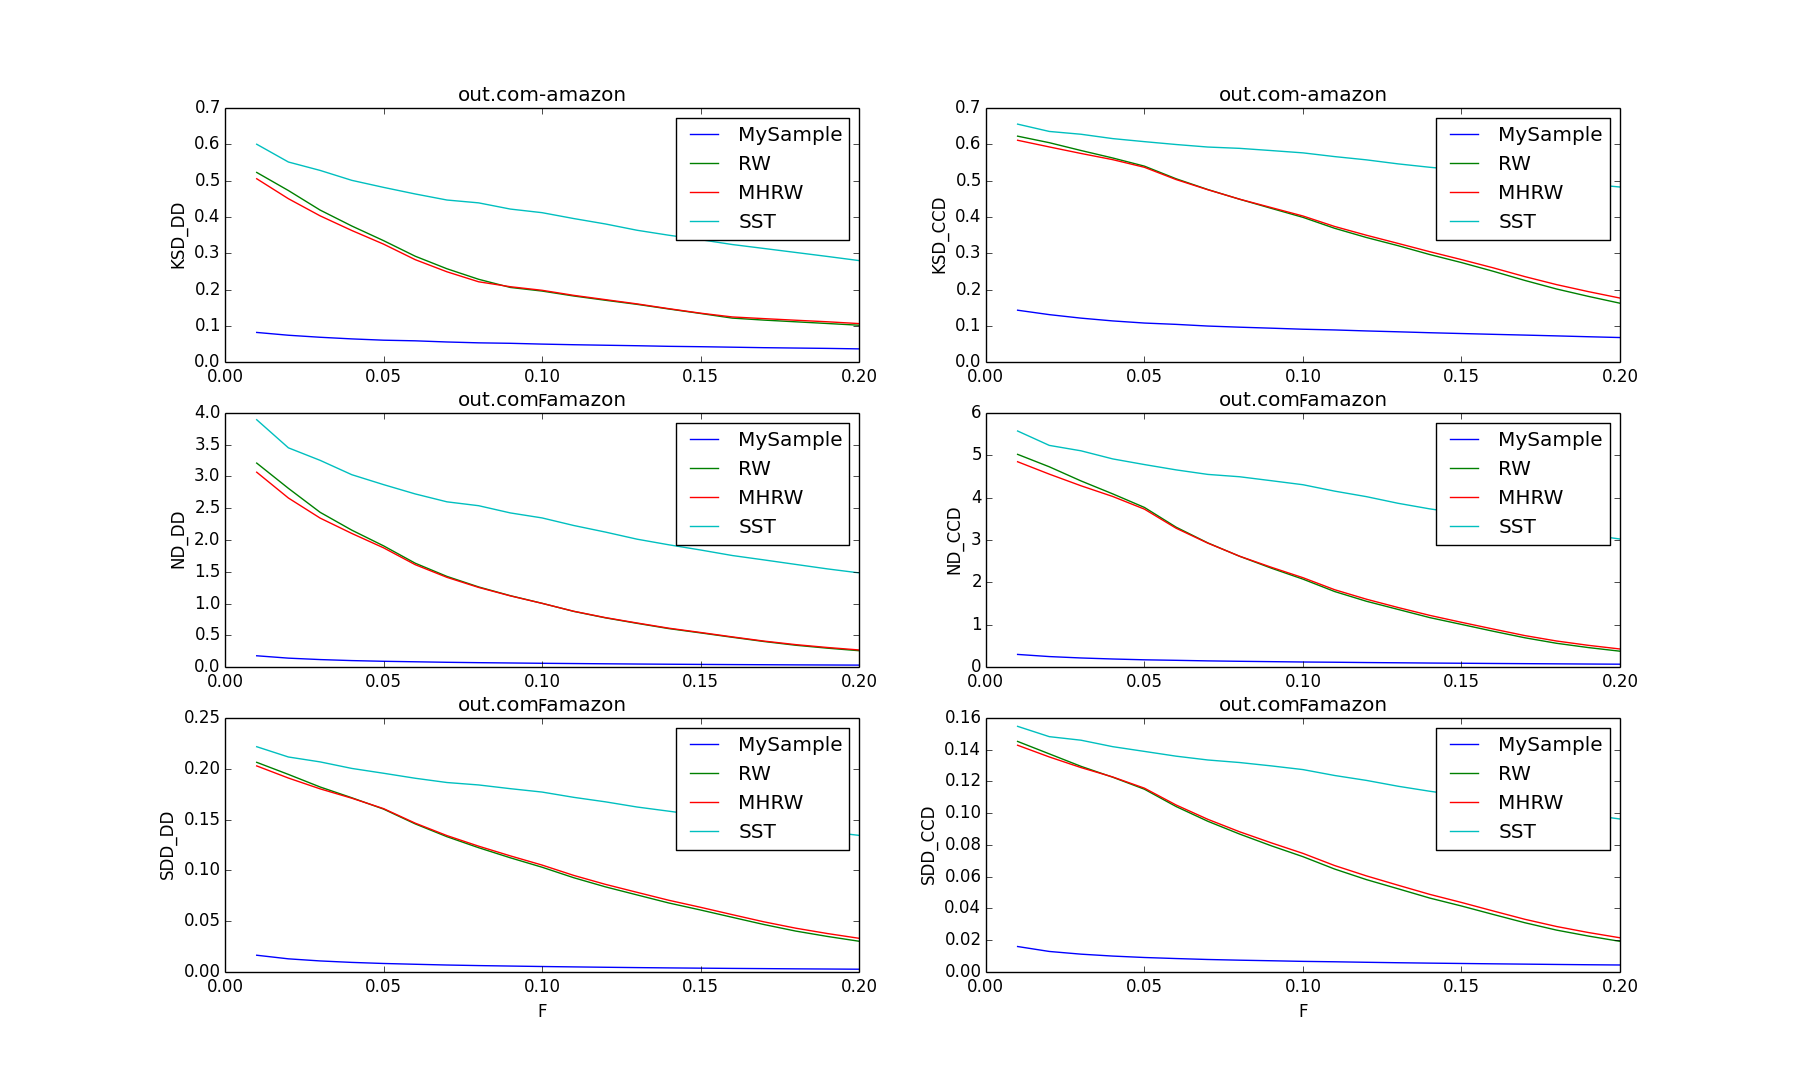 out.com-amazon
KSD_DD
0.7
0.6
0.5
0.4
0.3
0.2
0.1
0.0
MySample
RW
MHRW
SST
0.00 0.05 0.10 0.15 0.20
F
out.com-amazon
KSD_CCD
0.7
0.6
0.5
0.4
0.3
0.2
0.1
0.0
MySample
RW
MHRW
SST
0.00 0.05 0.10 0.15 0.20
F
out.com-amazon
ND_DD
4.0
3.5
3.0
2.5
2.0
1.5
1.0
0.5
0.0
MySample
RW
MHRW
SST
0.00 0.05 0.10 0.15 0.20
F
out.com-amazon
ND_CCD
6
5
4
3
2
1
0
MySample
RW
MHRW
SST
0.00 0.05 0.10 0.15 0.20
F
out.com-amazon
SDD_DD
0.25
0.20
0.15
0.10
0.05
0.00
MySample
RW
MHRW
SST
0.00 0.05 0.10 0.15 0.20
F
out.com-amazon
SDD_CCD
0.16
0.14
0.12
0.10
0.08
0.06
0.04
0.02
0.00
MySample
RW
MHRW
SST
0.00 0.05 0.10 0.15 0.20
F